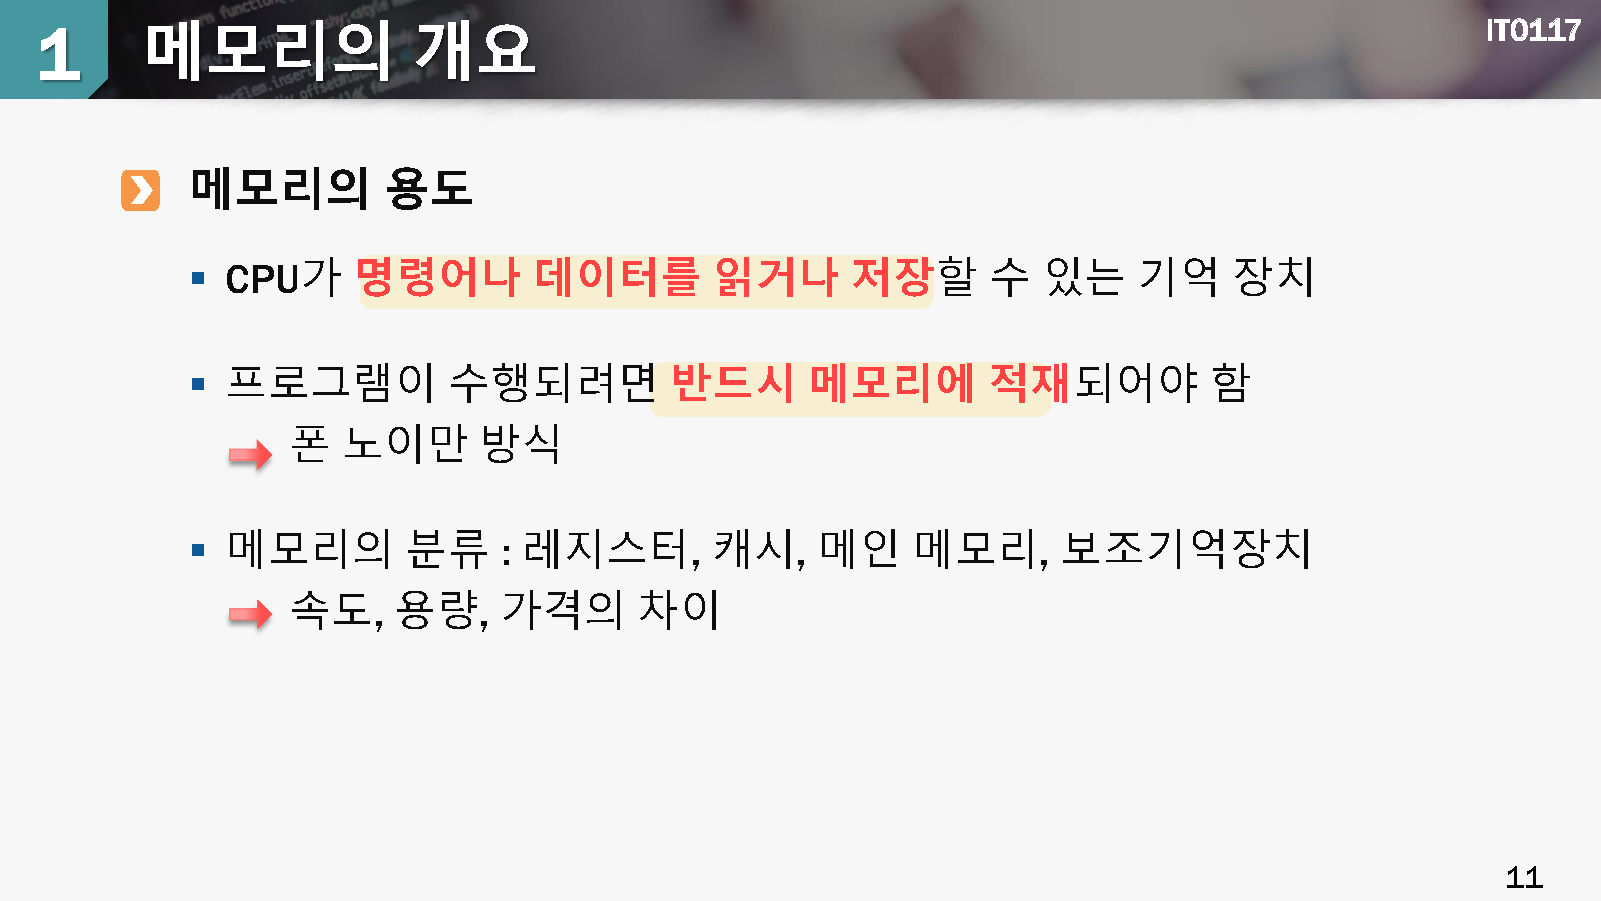 1 메모리의 개요
IT0117
메모리의 용도
CPU가 명령어나 데이터를 읽거나 저장할 수 있는 기억 장치
프로그램이 수행되려면 반드시 메모리에 적재되어야 함
폰 노이만 방식
메모리의 분류 : 레지스터, 캐시, 메인 메모리, 보조기억장치
속도, 용량, 가격의 차이
11